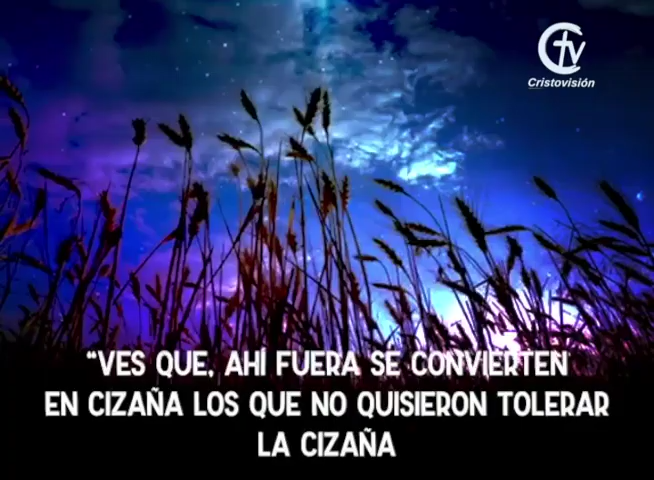 Cristovisión
“VES QUE, AHÍ FUERA SE CONVIERTEN
EN CIZAÑA LOS QUE NO QUISIERON TOLERAR
LA CIZAÑA